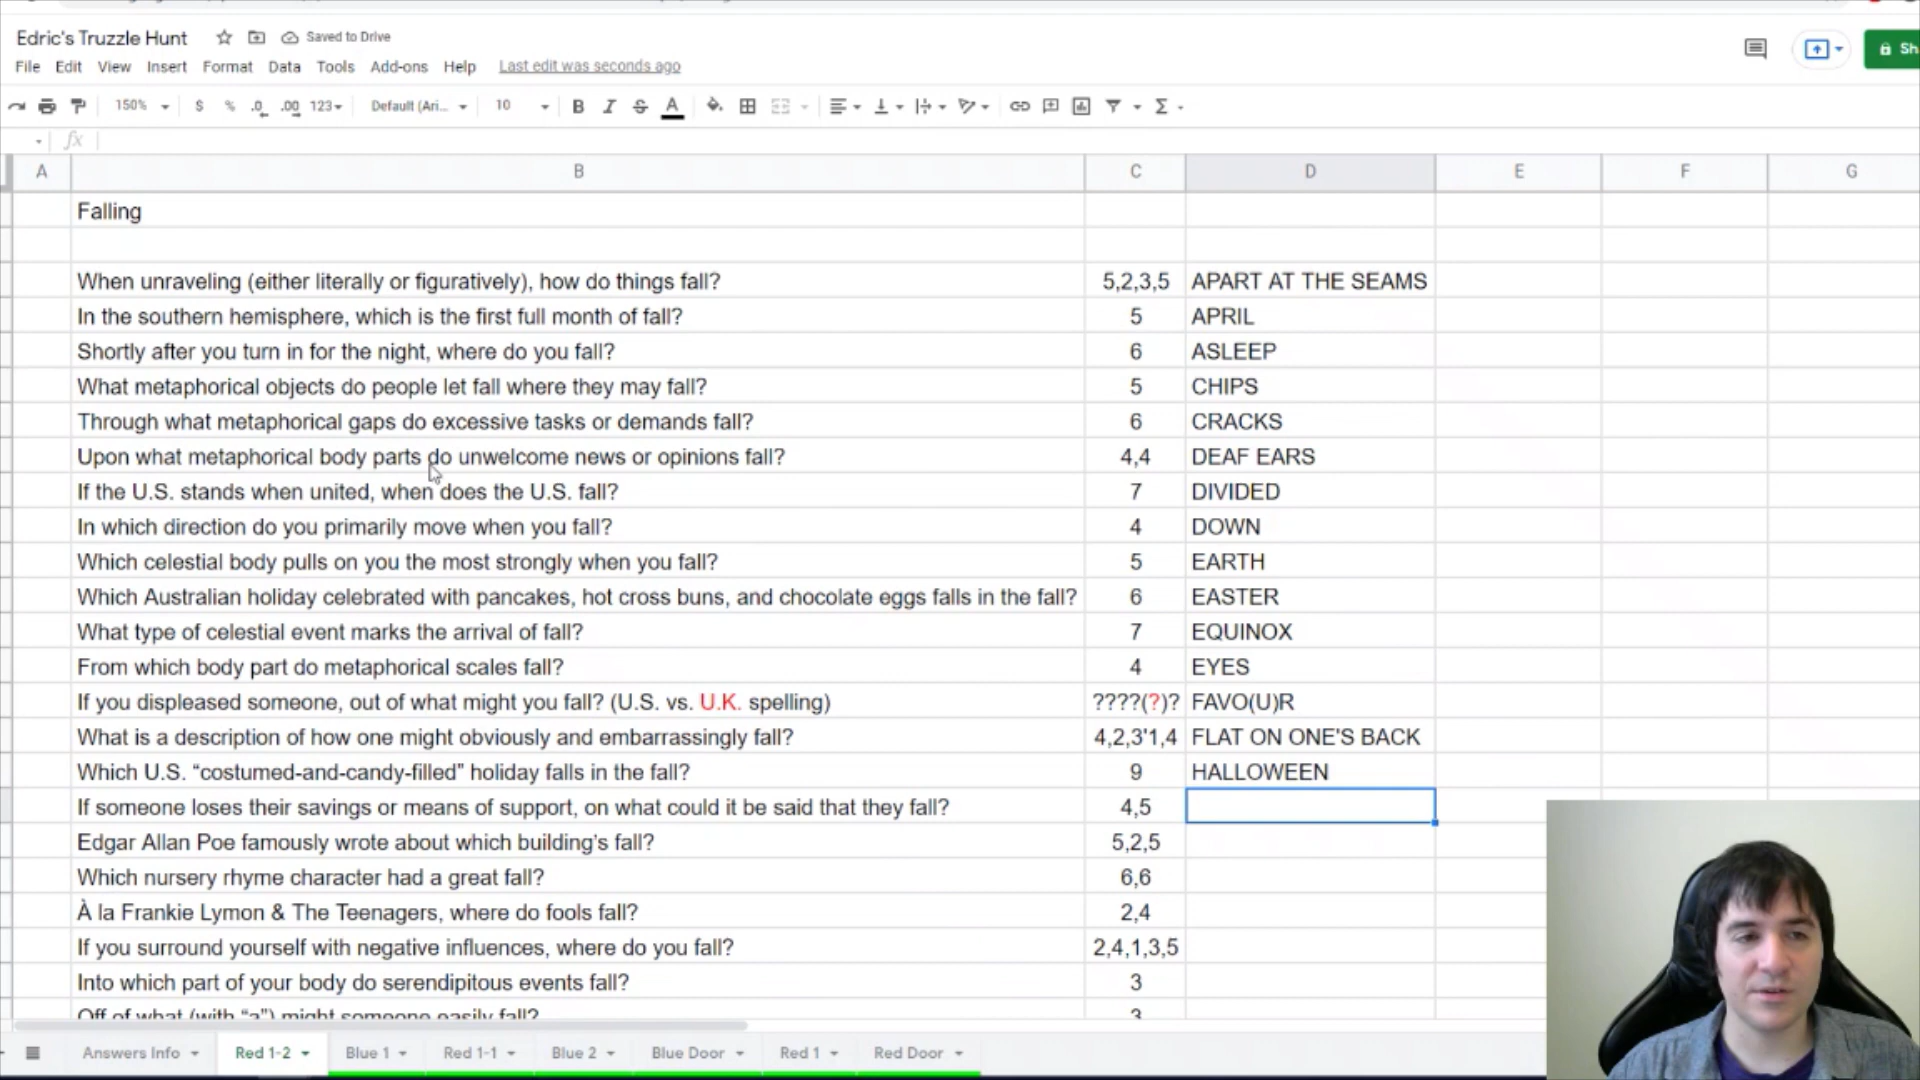 Edric's Truzzle Hunt
Saved to Drive
File Edit View Insert Format Data Tools Add-ons Help Last edit was seconds ago
Sh
150% $ % .0 .00 123 Default (Ari... 10 B I S A Σ
fx
A B C D E F G
Falling
When unraveling (either literally or figuratively), how do things fall? 5,2,3,5 APART AT THE SEAMS
In the southern hemisphere, which is the first full month of fall? 5 APRIL
Shortly after you turn in for the night, where do you fall? 6 ASLEEP
What metaphorical objects do people let fall where they may fall? 5 CHIPS
Through what metaphorical gaps do excessive tasks or demands fall? 6 CRACKS
Upon what metaphorical body parts do unwelcome news or opinions fall? 4,4 DEAF EARS
If the U.S. stands when united, when does the U.S. fall? 7 DIVIDED
In which direction do you primarily move when you fall? 4 DOWN
Which celestial body pulls on you the most strongly when you fall? 5 EARTH
Which Australian holiday celebrated with pancakes, hot cross buns, and chocolate eggs falls in the fall? 6 EASTER
What type of celestial event marks the arrival of fall? 7 EQUINOX
From which body part do metaphorical scales fall? 4 EYES
If you displeased someone, out of what might you fall? (U.S. vs. U.K. spelling) ????(?)? FAVO(U)R
What is a description of how one might obviously and embarrassingly fall? 4,2,3'1,4 FLAT ON ONE'S BACK
Which U.S. “costumed-and-candy-filled” holiday falls in the fall? 9 HALLOWEEN
If someone loses their savings or means of support, on what could it be said that they fall? 4,5
Edgar Allan Poe famously wrote about which building’s fall? 5,2,5
Which nursery rhyme character had a great fall? 6,6
À la Frankie Lymon & The Teenagers, where do fools fall? 2,4
If you surround yourself with negative influences, where do you fall? 2,4,1,3,5
Into which part of your body do serendipitous events fall? 3
Off of what (with “a”) might someone easily fall? 3
Answers Info Red 1-2 Blue 1 Red 1-1 Blue 2 Blue Door Red 1 Red Door